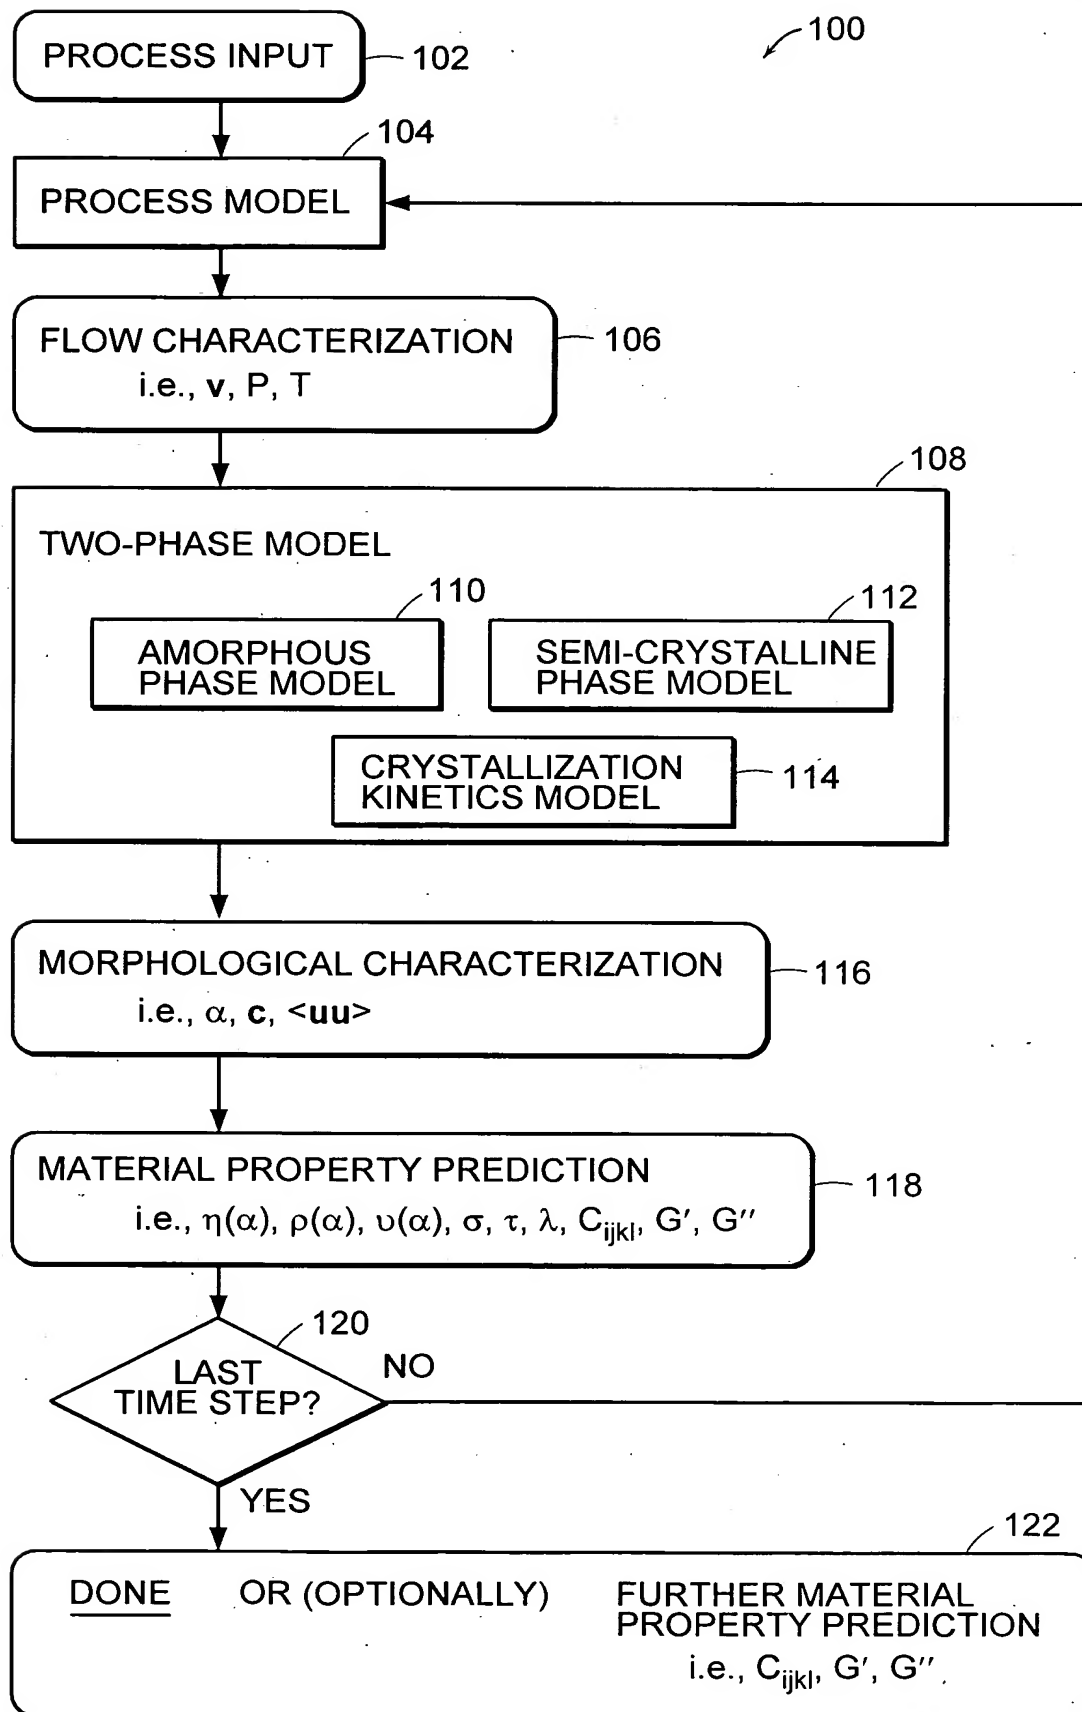 100
PROCESS INPUT
102
104
PROCESS MODEL
FLOW CHARACTERIZATION
i.e., v, P, T
106
108
TWO-PHASE MODEL
110
AMORPHOUS
PHASE MODEL
112
SEMI-CRYSTALLINE
PHASE MODEL
CRYSTALLIZATION
KINETICS MODEL
114
MORPHOLOGICAL CHARACTERIZATION
i.e., α, c, <uu>
116
MATERIAL PROPERTY PREDICTION
i.e., η(α), ρ(α), υ(α), σ, τ, λ, Cijkl, G′, G′′
118
120
LAST
TIME STEP?
NO
YES
122
DONE OR (OPTIONALLY) FURTHER MATERIAL
PROPERTY PREDICTION
i.e., Cijkl, G′, G′′